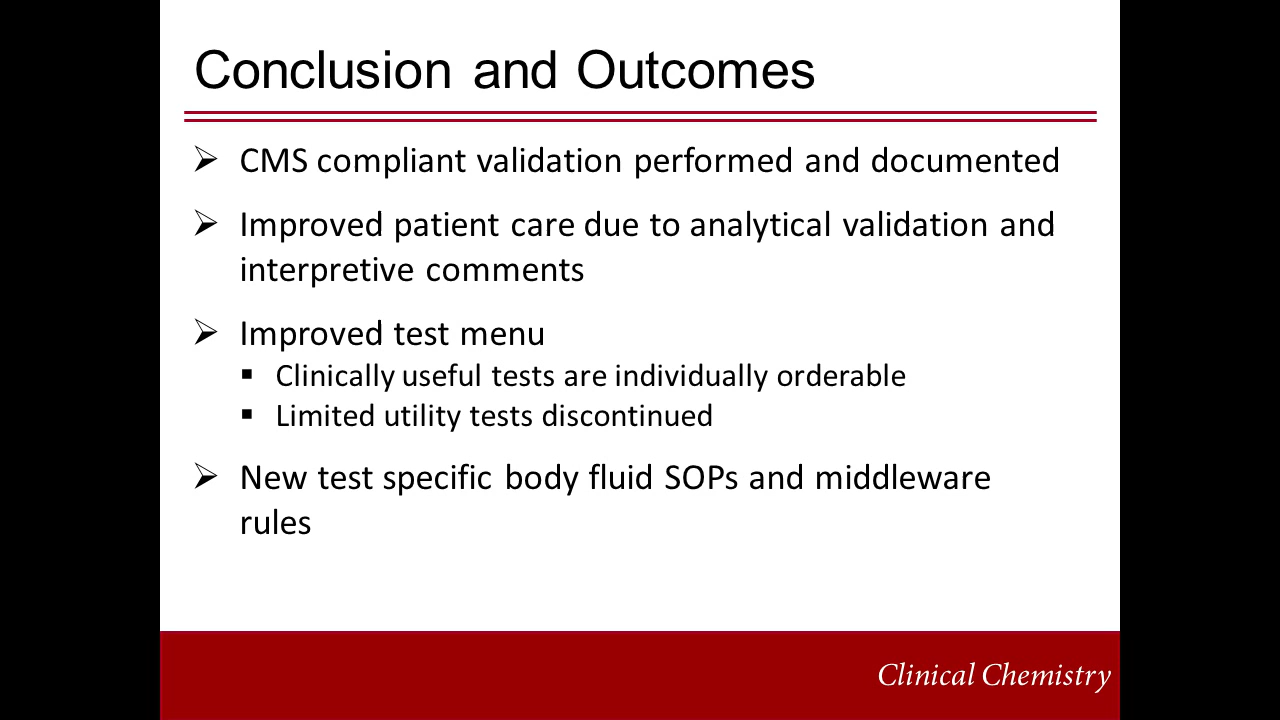 Conclusion and Outcomes
CMS compliant validation performed and documented
Improved patient care due to analytical validation and
interpretive comments
Improved test menu
Clinically useful tests are individually orderable
Limited utility tests discontinued
New test specific body fluid SOPs and middleware
rules
Clinical Chemistry